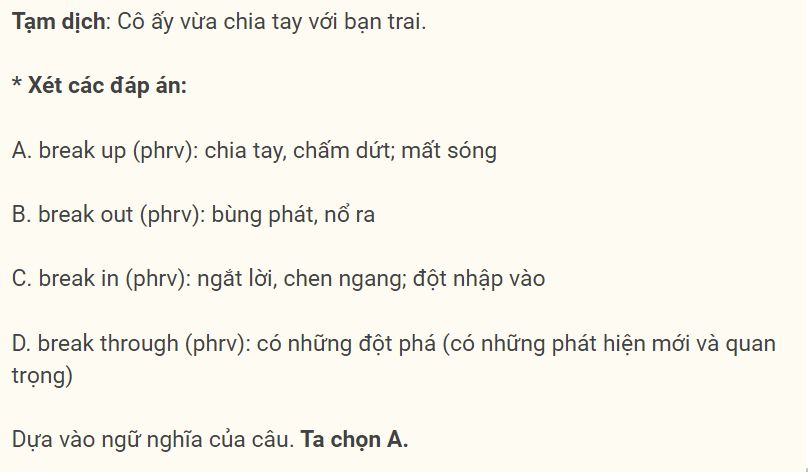 Tạm dịch: Cô ấy vừa chia tay với bạn trai.
* Xét các đáp án:
A. break up (phrv): chia tay, chấm dứt; mất sóng
B. break out (phrv): bùng phát, nổ ra
C. break in (phrv): ngắt lời, chen ngang; đột nhập vào
D. break through (phrv): có những đột phá (có những phát hiện mới và quan
trọng)
Dựa vào ngữ nghĩa của câu. Ta chọn A.